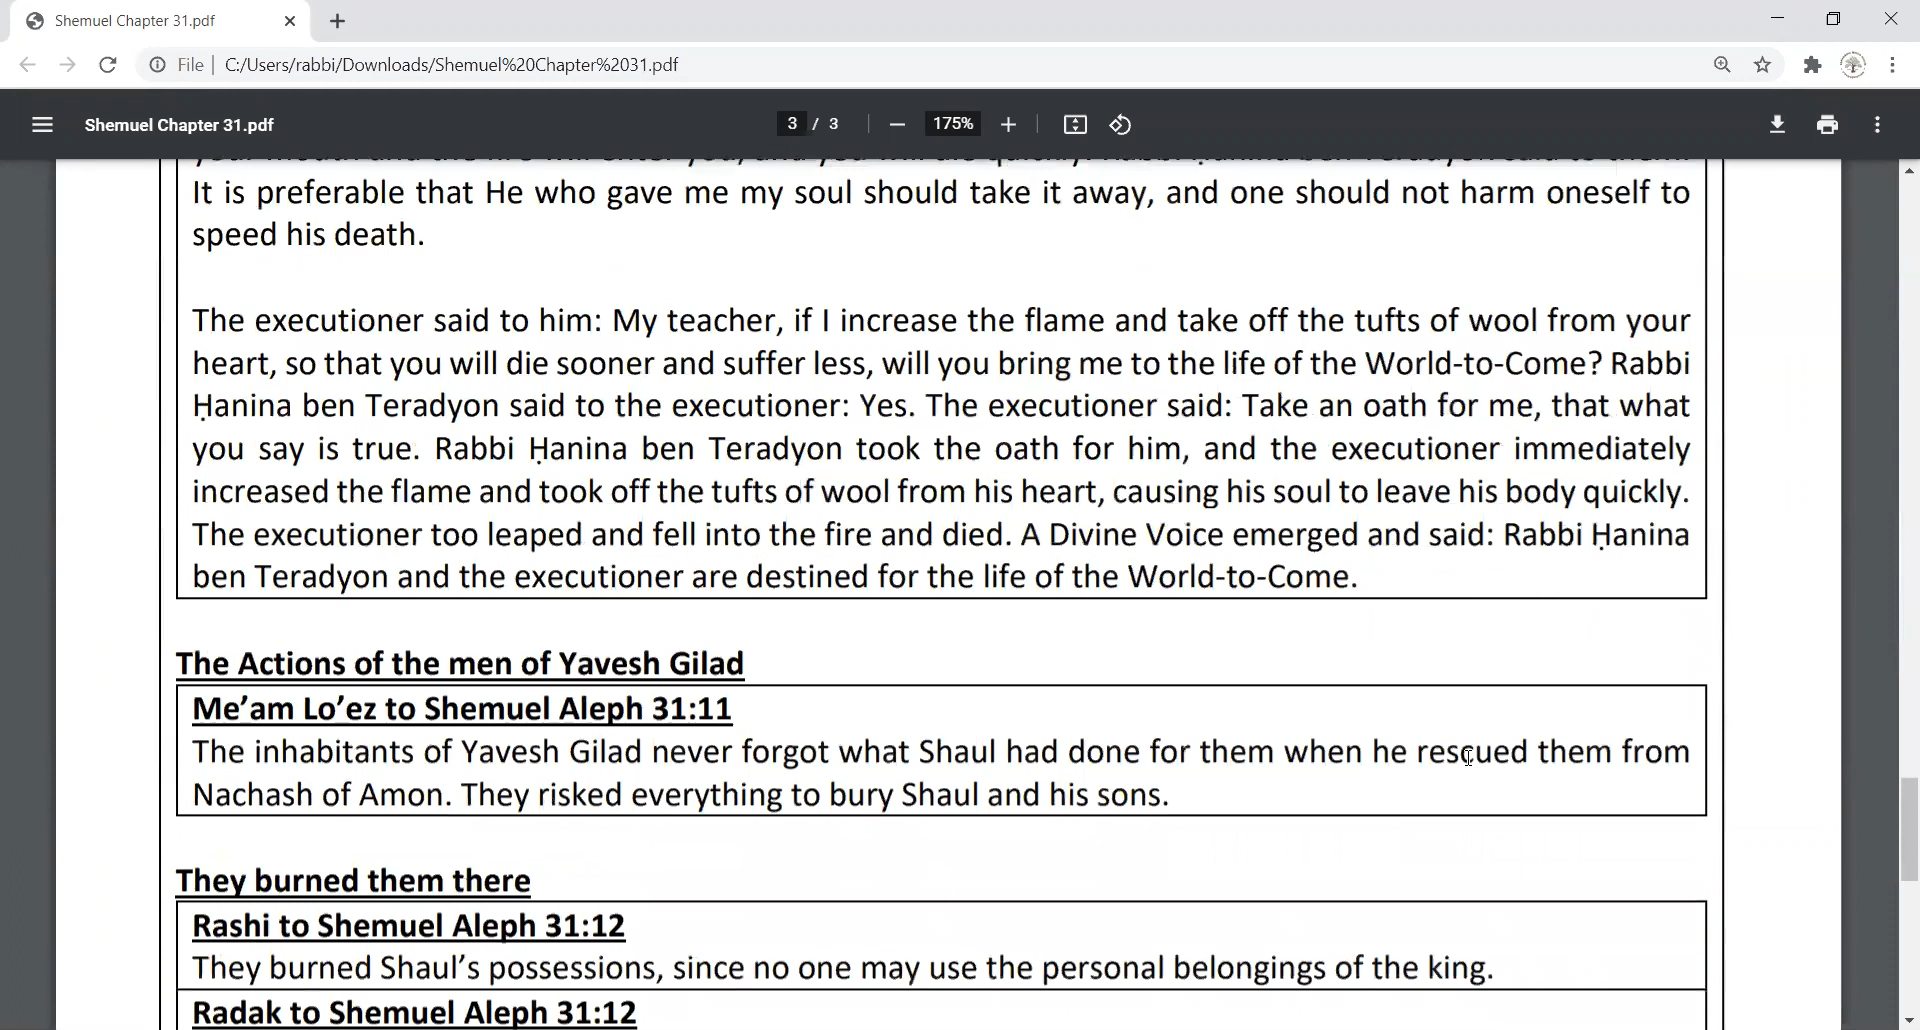 Shemuel Chapter 31.pdf
File | C:/Users/rabbi/Downloads/Shemuel%20Chapter%2031.pdf
Shemuel Chapter 31.pdf
3 / 3
175%
It is preferable that He who gave me my soul should take it away, and one should not harm oneself to
speed his death.
The executioner said to him: My teacher, if I increase the flame and take off the tufts of wool from your
heart, so that you will die sooner and suffer less, will you bring me to the life of the World-to-Come? Rabbi
Ḥanina ben Teradyon said to the executioner: Yes. The executioner said: Take an oath for me, that what
you say is true. Rabbi Ḥanina ben Teradyon took the oath for him, and the executioner immediately
increased the flame and took off the tufts of wool from his heart, causing his soul to leave his body quickly.
The executioner too leaped and fell into the fire and died. A Divine Voice emerged and said: Rabbi Ḥanina
ben Teradyon and the executioner are destined for the life of the World-to-Come.
The Actions of the men of Yavesh Gilad
Me’am Lo’ez to Shemuel Aleph 31:11
The inhabitants of Yavesh Gilad never forgot what Shaul had done for them when he rescued them from
Nachash of Amon. They risked everything to bury Shaul and his sons.
They burned them there
Rashi to Shemuel Aleph 31:12
They burned Shaul’s possessions, since no one may use the personal belongings of the king.
Radak to Shemuel Aleph 31:12